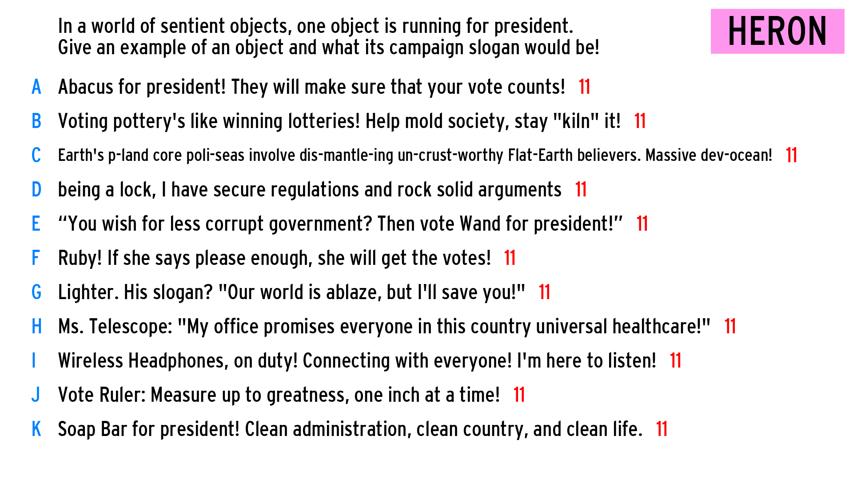 In a world of sentient objects, one object is running for president.
Give an example of an object and what its campaign slogan would be!
HERON
A Abacus for president! They will make sure that your vote counts! 11
B Voting pottery's like winning lotteries! Help mold society, stay "kiln" it! 11
C Earth's p-land core poli-seas involve dis-mantle-ing un-crust-worthy Flat-Earth believers. Massive dev-ocean! 11
D being a lock, I have secure regulations and rock solid arguments 11
E “You wish for less corrupt government? Then vote Wand for president!” 11
F Ruby! If she says please enough, she will get the votes! 11
G Lighter. His slogan? "Our world is ablaze, but I'll save you!" 11
H Ms. Telescope: "My office promises everyone in this country universal healthcare!" 11
I Wireless Headphones, on duty! Connecting with everyone! I'm here to listen! 11
J Vote Ruler: Measure up to greatness, one inch at a time! 11
K Soap Bar for president! Clean administration, clean country, and clean life. 11